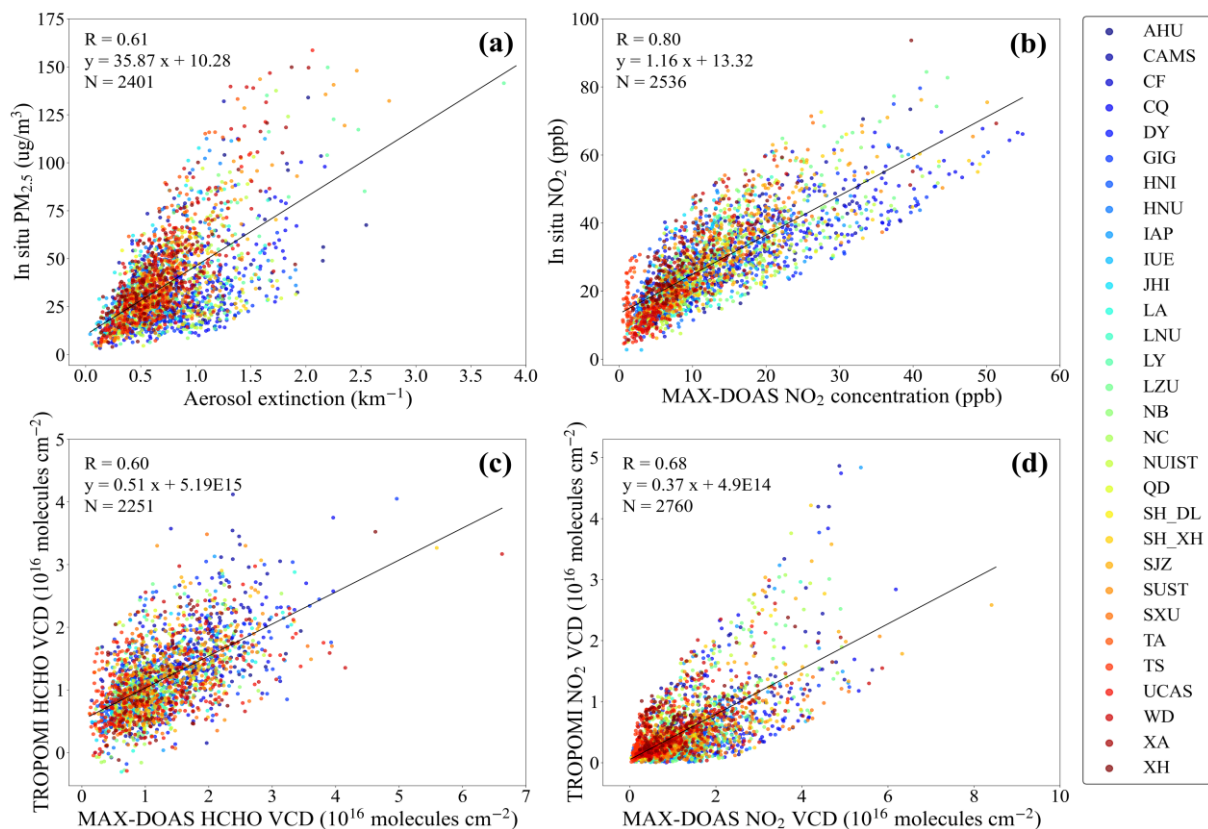 (a)
R = 0.61
y = 35.87 x + 10.28
N = 2401
175
150
125
100
75
50
25
0
In situ PM₂.₅ (ug/m³)
0.0 0.5 1.0 1.5 2.0 2.5 3.0 3.5 4.0
Aerosol extinction (km⁻¹)
(b)
R = 0.80
y = 1.16 x + 13.32
N = 2536
100
80
60
40
20
0
In situ NO₂ (ppb)
0 10 20 30 40 50 60
MAX-DOAS NO₂ concentration (ppb)
(c)
R = 0.60
y = 0.51 x + 5.19E15
N = 2251
5
4
3
2
1
0
TROPOMI HCHO VCD (10¹⁶ molecules cm⁻²)
0 1 2 3 4 5 6 7
MAX-DOAS HCHO VCD (10¹⁶ molecules cm⁻²)
(d)
R = 0.68
y = 0.37 x + 4.9E14
N = 2760
5
4
3
2
1
0
TROPOMI NO₂ VCD (10¹⁶ molecules cm⁻²)
0 2 4 6 8 10
MAX-DOAS NO₂ VCD (10¹⁶ molecules cm⁻²)
AHU
CAMS
CF
CQ
DY
GIG
HNI
HNU
IAP
IUE
JHI
LA
LNU
LY
LZU
NB
NC
NUIST
QD
SH_DL
SH_XH
SJZ
SUST
SXU
TA
TS
UCAS
WD
XA
XH